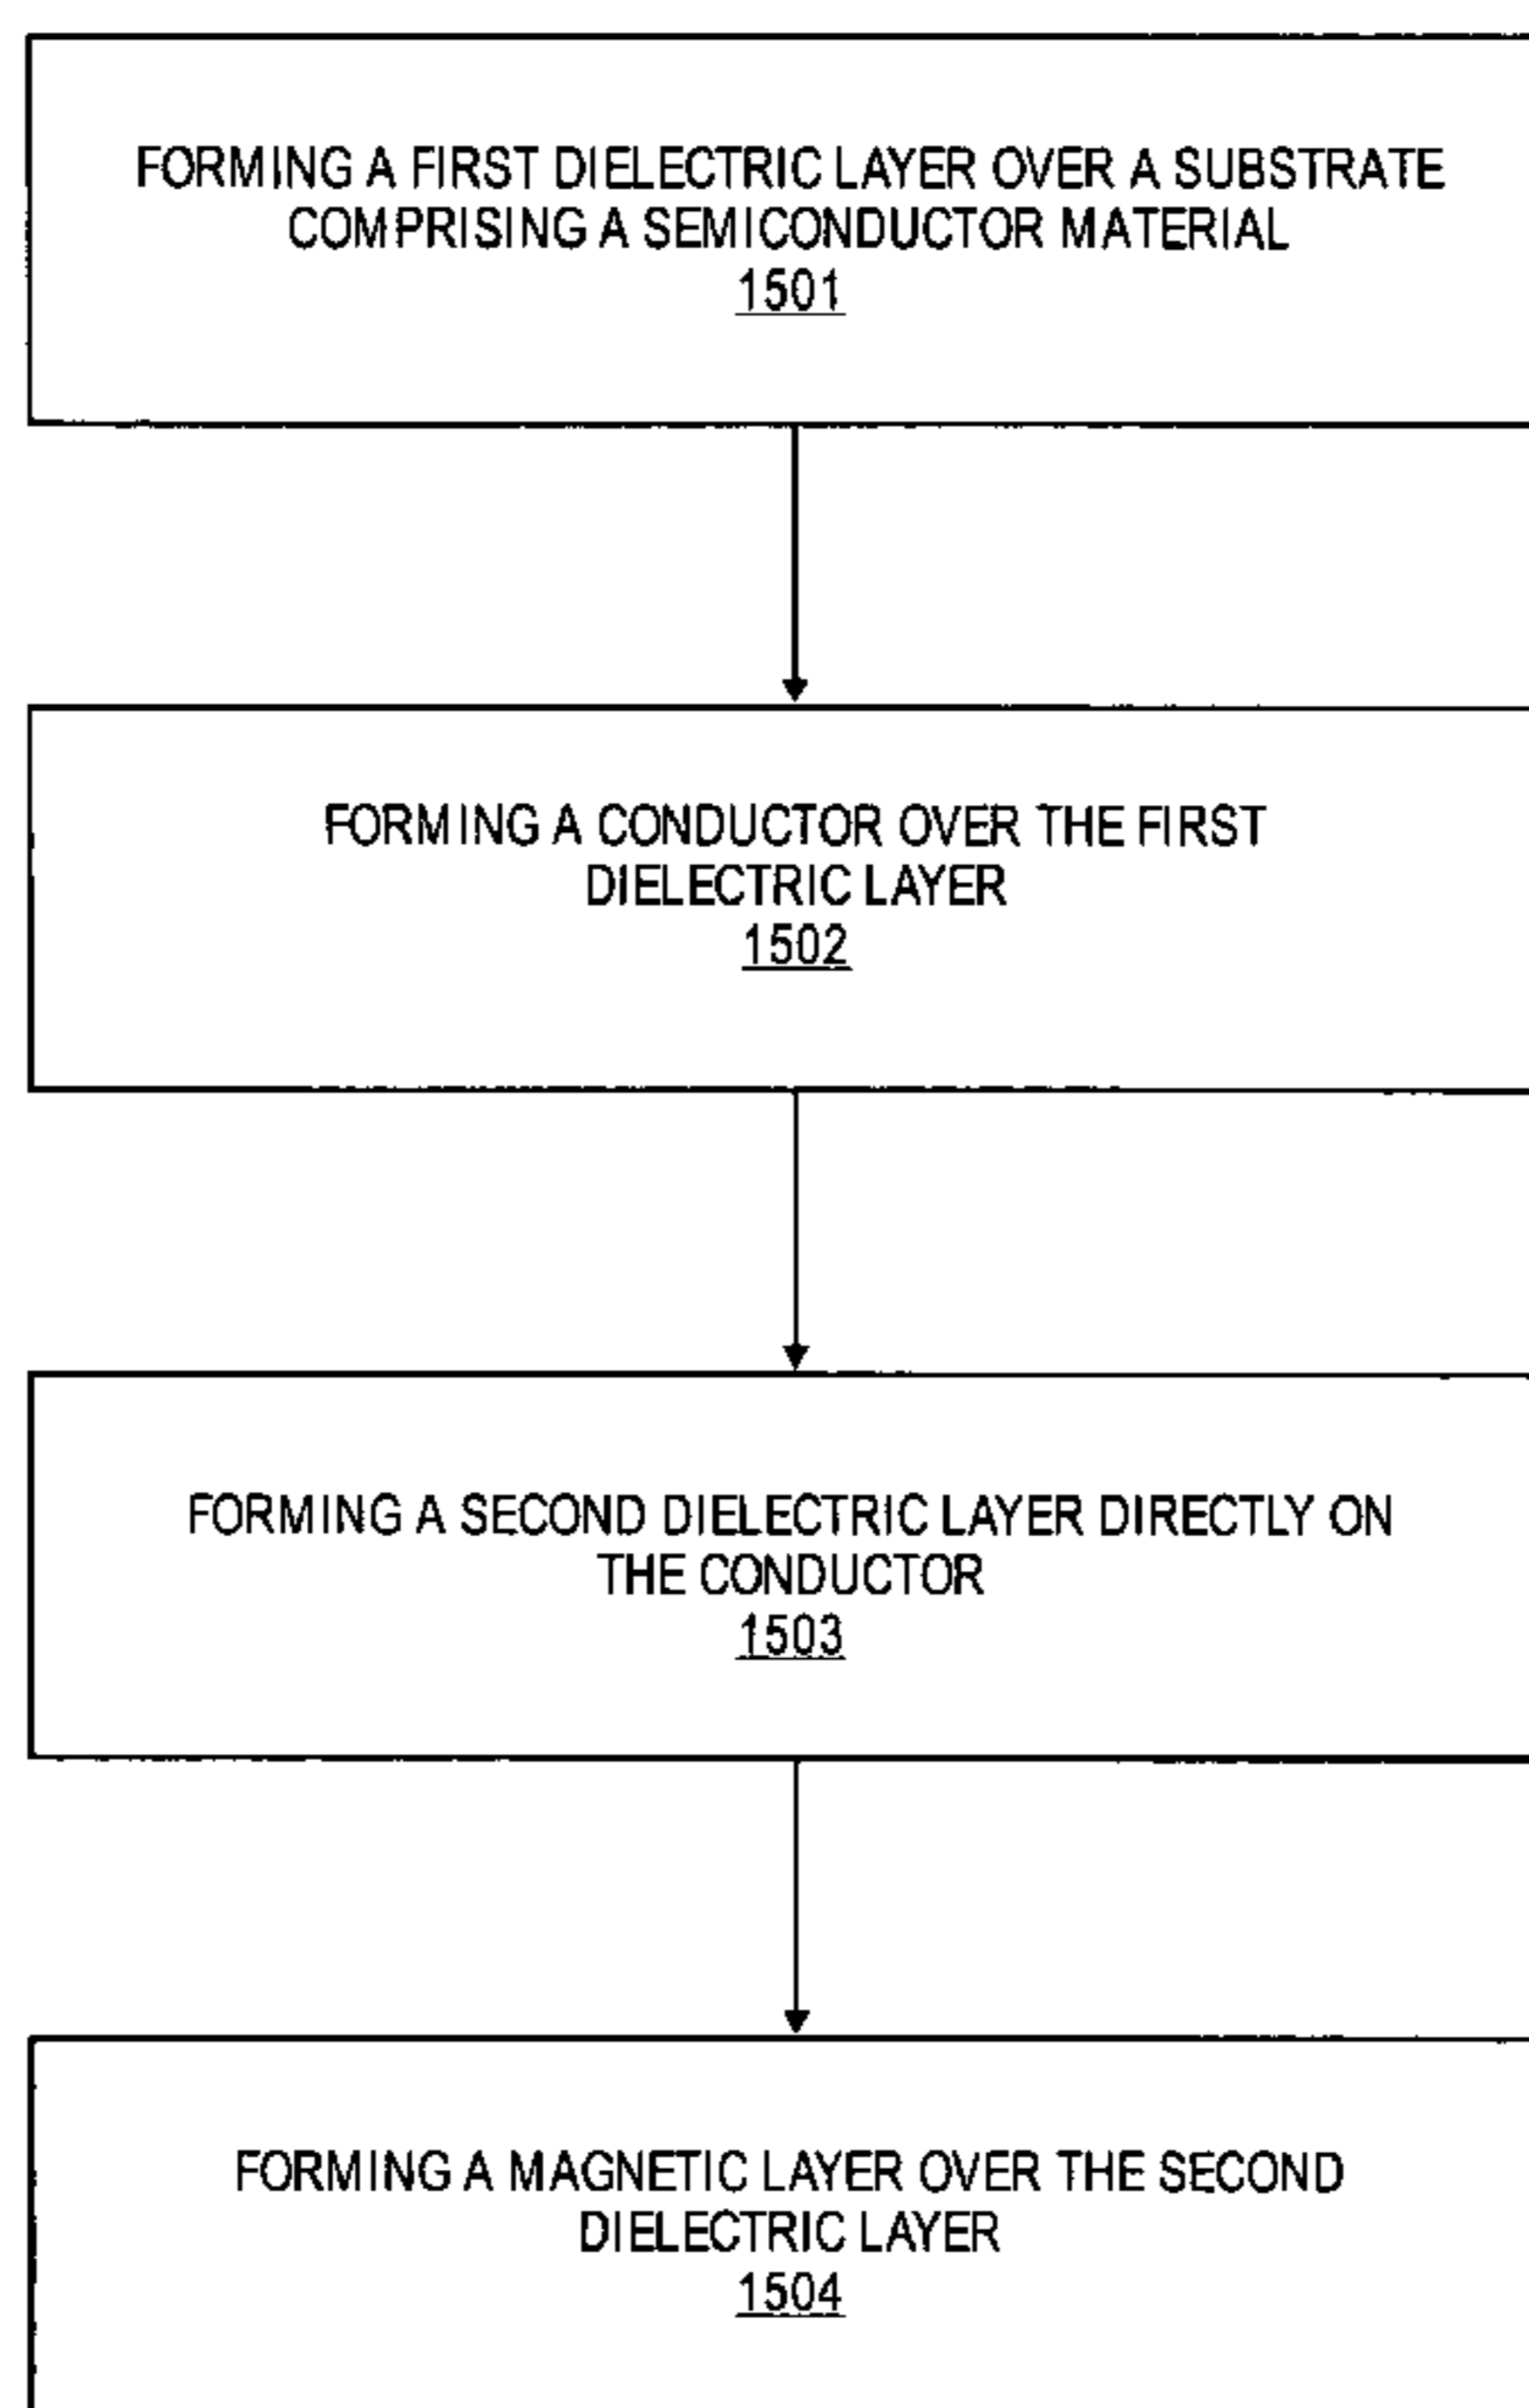 FORMING A FIRST DIELECTRIC LAYER OVER A SUBSTRATE
COMPRISING A SEMICONDUCTOR MATERIAL
1501
FORMING A CONDUCTOR OVER THE FIRST
DIELECTRIC LAYER
1502
FORMING A SECOND DIELECTRIC LAYER DIRECTLY ON
THE CONDUCTOR
1503
FORMING A MAGNETIC LAYER OVER THE SECOND
DIELECTRIC LAYER
1504